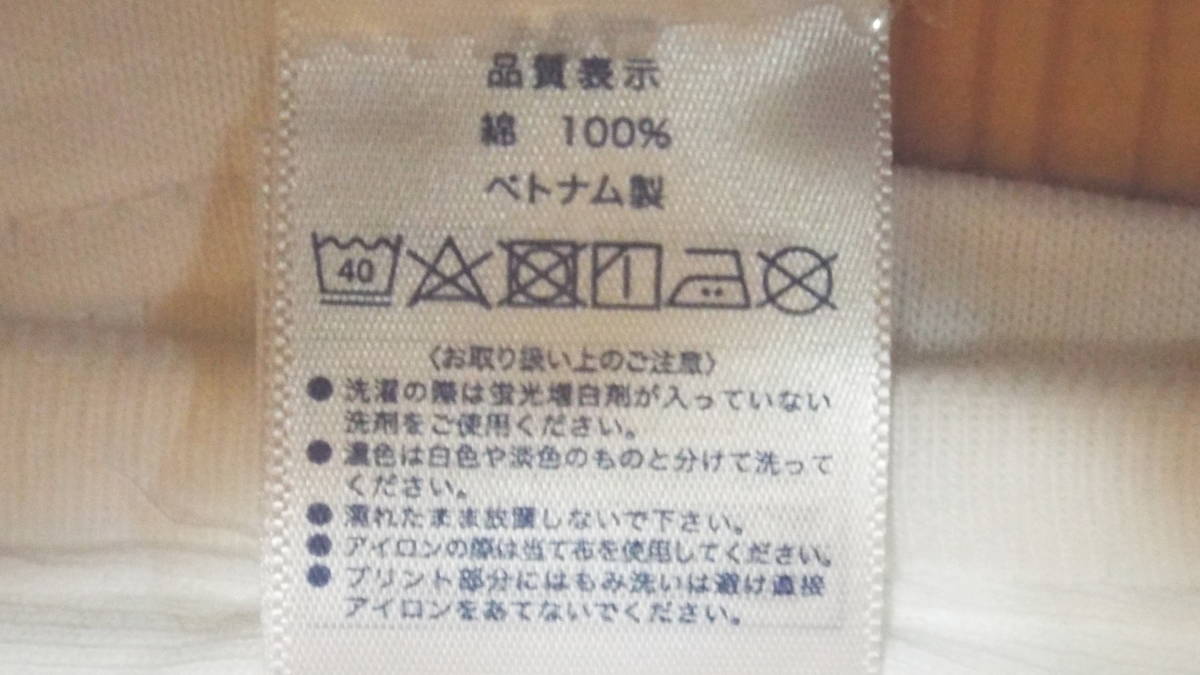 品質表示
綿 100%
ベトナム製
40
〈お取り扱い上のご注意〉
● 洗濯の際は蛍光増白剤が入っていない
洗剤をご使用ください。
● 濃色は白色や淡色のものと分けて洗って
ください。
● 濡れたまま放置しないで下さい。
● アイロンの際は当て布を使用してください。
● プリント部分にはもみ洗いは避け直接
アイロンをあてないでください。